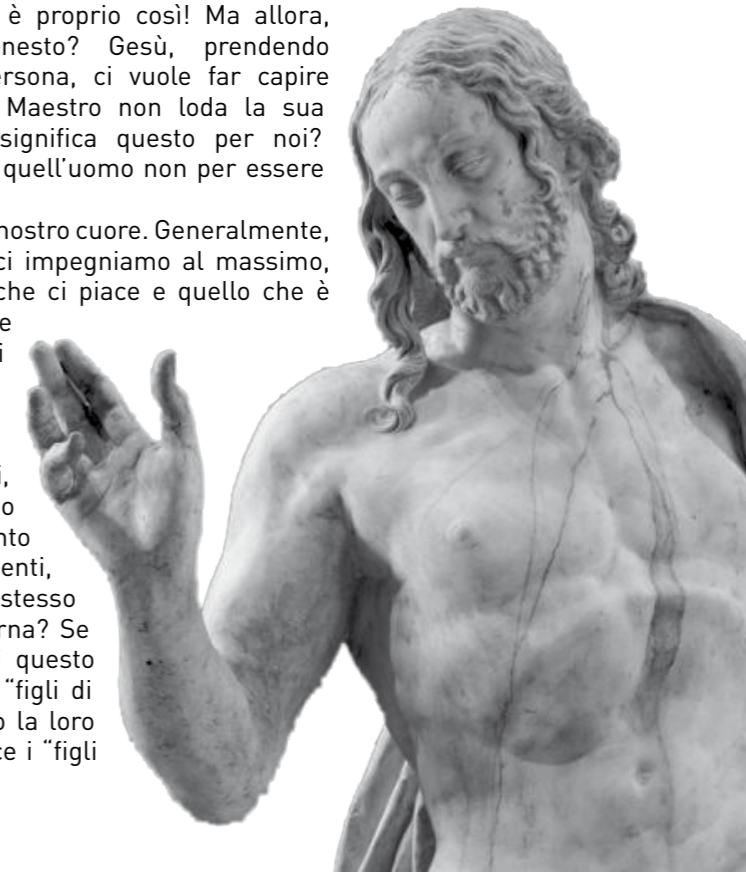 è proprio così! Ma allora,
nesto? Gesù, prendendo
ersona, ci vuole far capire
Maestro non loda la sua
significa questo per noi?
quell’uomo non per essere
nostro cuore. Generalmente,
ci impegniamo al massimo,
che ci piace e quello che è
e
i
i,
o
nto
enti,
stesso
rna? Se
questo
“figli di
o la loro
ce i “figli